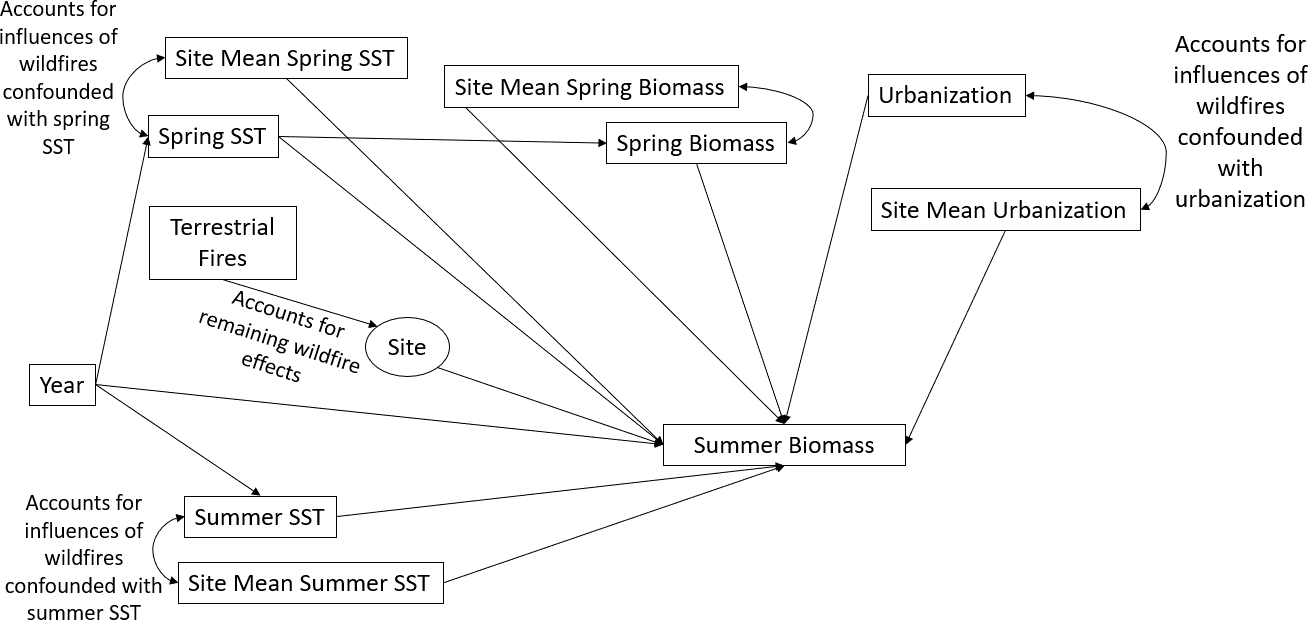 Accounts for
influences of
wildfires
confounded
with spring
SST
Site Mean Spring SST
Spring SST
Site Mean Spring Biomass
Spring Biomass
Urbanization
Site Mean Urbanization
Accounts for
influences of
wildfires
confounded
with
urbanization
Terrestrial
Fires
Accounts for
remaining wildfire
effects
Site
Year
Summer Biomass
Accounts for
influences of
wildfires
confounded with
summer SST
Summer SST
Site Mean Summer SST